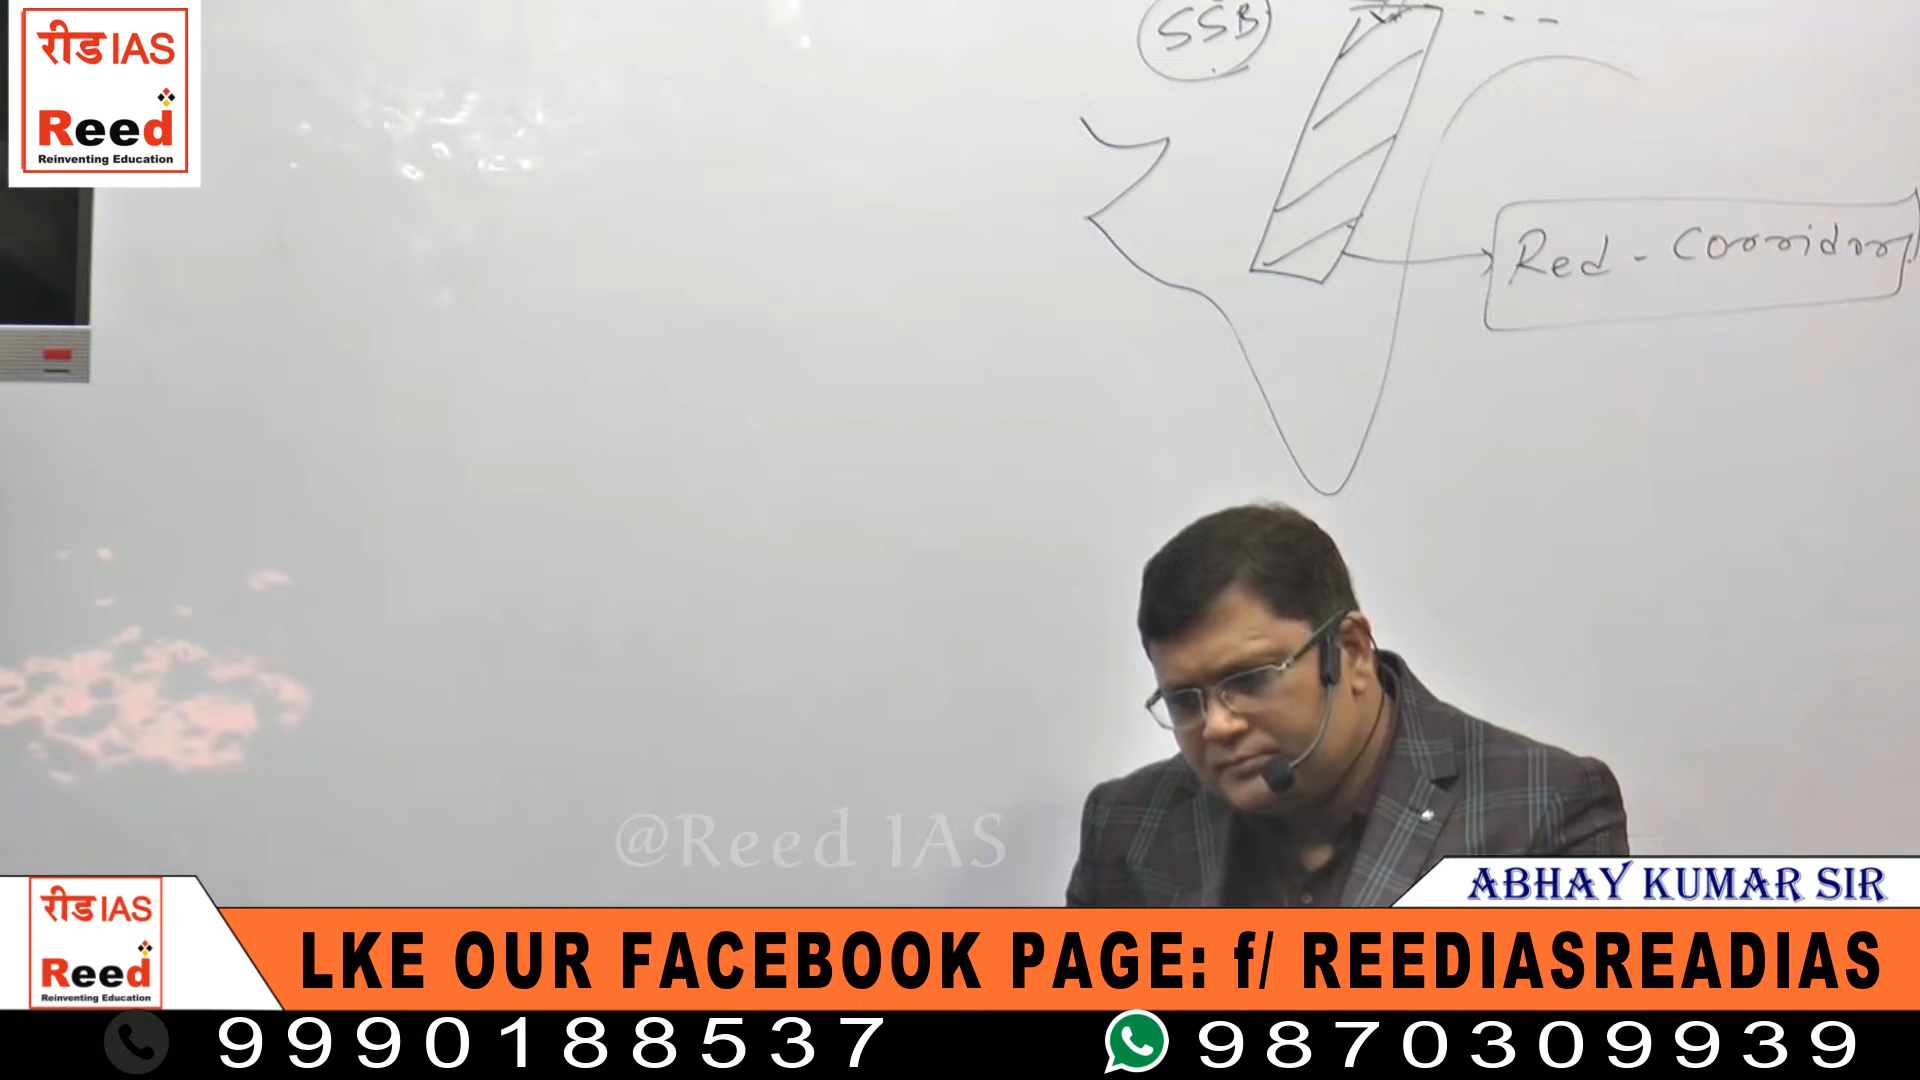 रीड IAS
Reed
Reinventing Education
SSB
Red - Corridor
@Reed IAS
ABHAY KUMAR SIR
रीड IAS
Reed
Reinventing Education
LKE OUR FACEBOOK PAGE: f/ REEDIASREADIAS
9990188537
9870309939